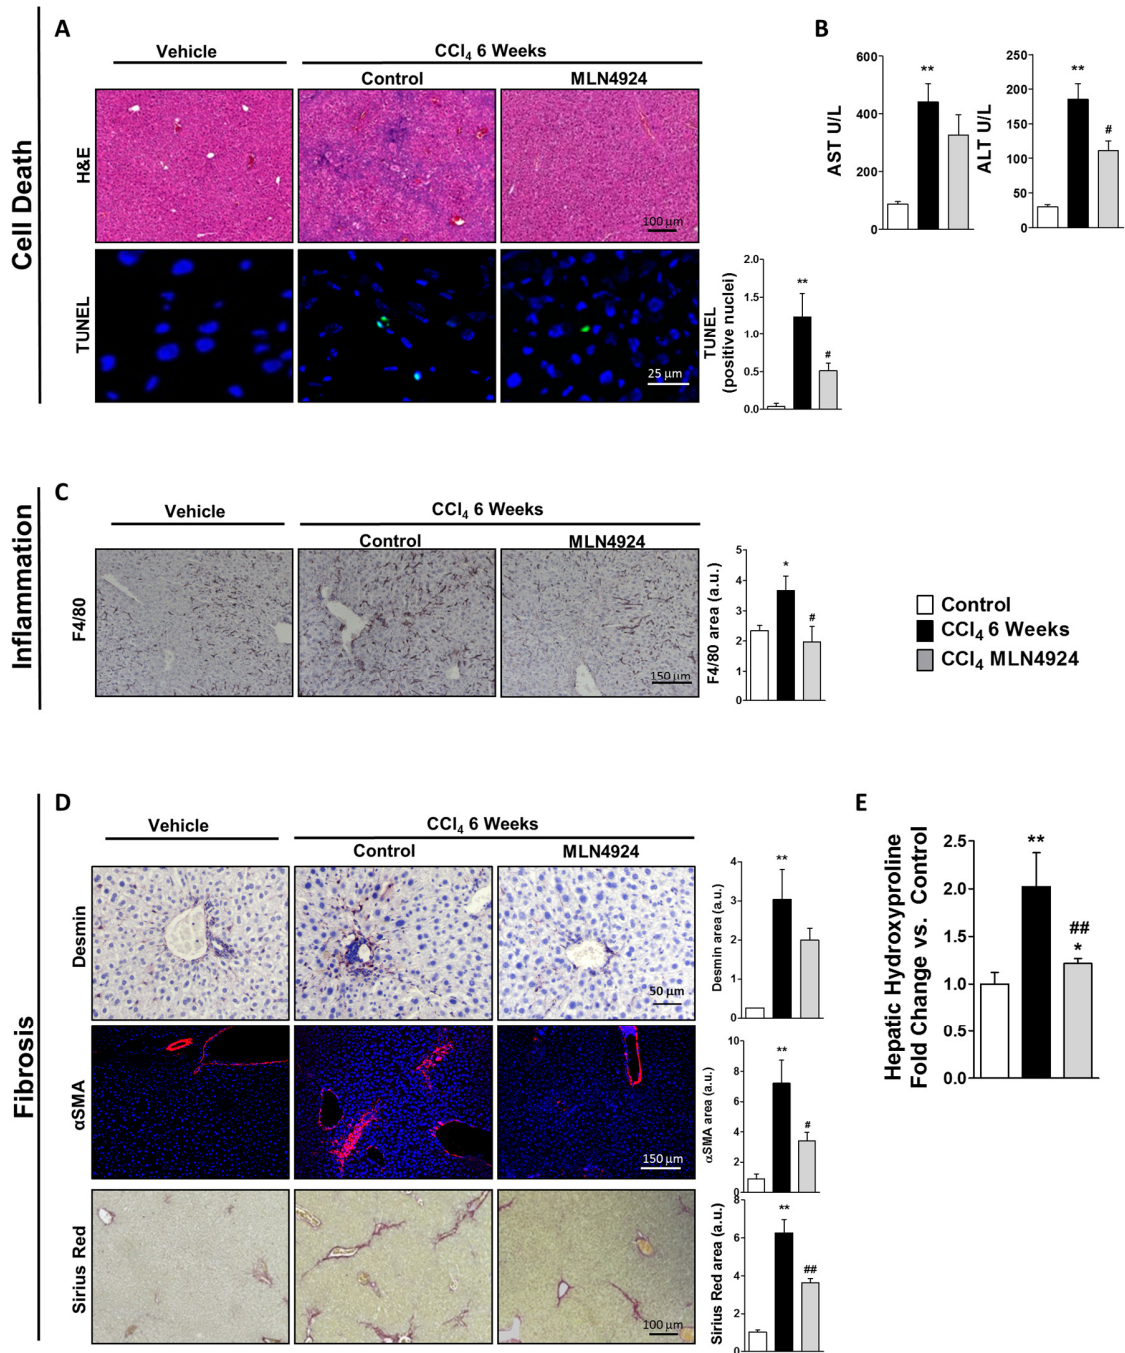 A
Vehicle
CCl₄ 6 Weeks
Control
MLN4924
Cell Death
H&E
100 µm
TUNEL
25 µm
TUNEL
(positive nuclei)
2.0
1.5
1.0
0.5
0.0
**
#
B
AST U/L
600
400
200
0
**
ALT U/L
250
200
150
100
50
0
**
#
Inflammation
C
Vehicle
CCl₄ 6 Weeks
Control
MLN4924
F4/80
150 µm
F4/80 area (a.u.)
5
4
3
2
1
0
*
#
Control
CCl₄ 6 Weeks
CCl₄ MLN4924
Fibrosis
D
Vehicle
CCl₄ 6 Weeks
Control
MLN4924
Desmin
50 µm
Desmin area (a.u.)
4
3
2
1
0
**
αSMA
150 µm
αSMA area (a.u.)
10
8
6
4
2
0
**
#
Sirius Red
100 µm
Sirius Red area (a.u.)
8
6
4
2
0
**
##
E
Hepatic Hydroxyproline
Fold Change vs. Control
2.5
2.0
1.5
1.0
0.5
0.0
**
##
*